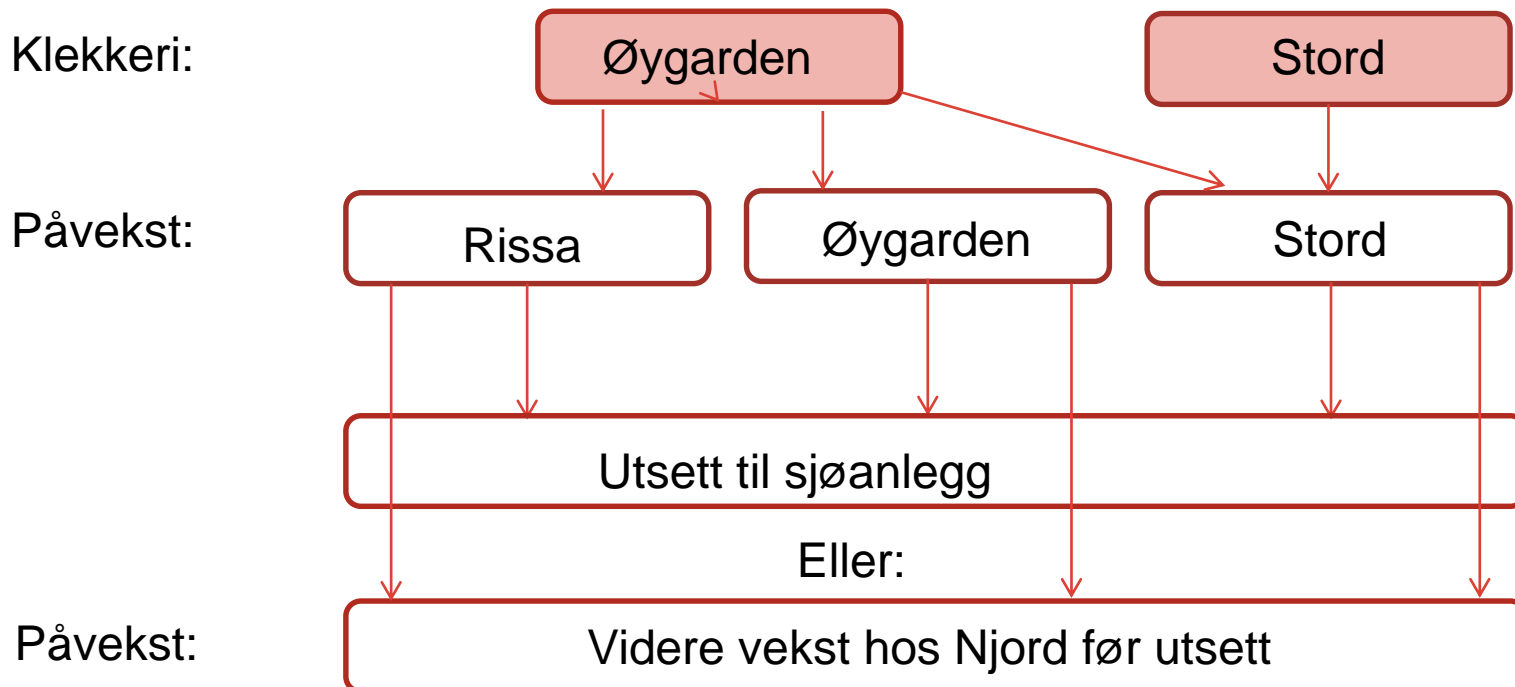 Klekkeri:
Øygarden
Stord
Påvekst:
Rissa
Øygarden
Stord
Utsett til sjøanlegg
Eller:
Påvekst:
Videre vekst hos Njord før utsett